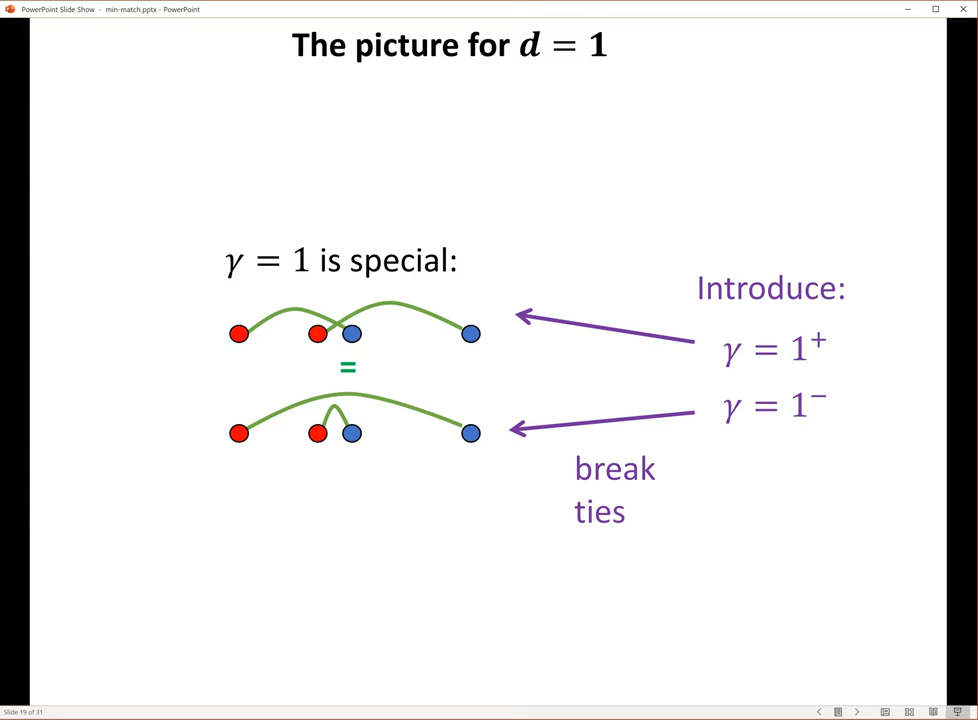 PowerPoint Slide Show - min-match.pptx - PowerPoint
The picture for d = 1
γ = 1 is special:
Introduce:
γ = 1⁺
=
γ = 1⁻
break
ties
Slide 19 of 31